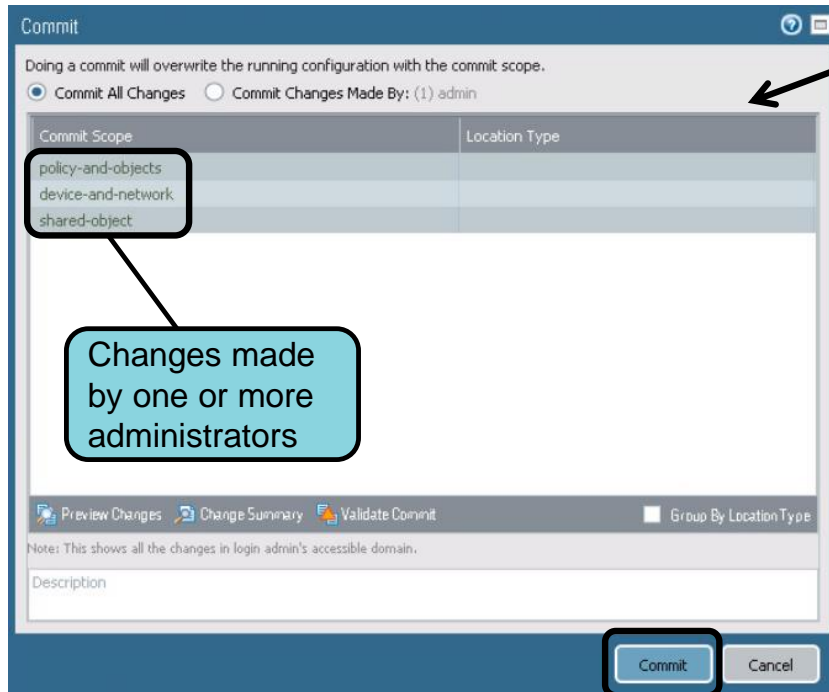 Commit
Doing a commit will overwrite the running configuration with the commit scope.
Commit All Changes Commit Changes Made By: (1) admin
Commit Scope Location Type
policy-and-objects
device-and-network
shared-object
Changes made
by one or more
administrators
Preview Changes Change Summary Validate Commit Group By Location Type
Note: This shows all the changes in login admin's accessible domain.
Description
Commit Cancel